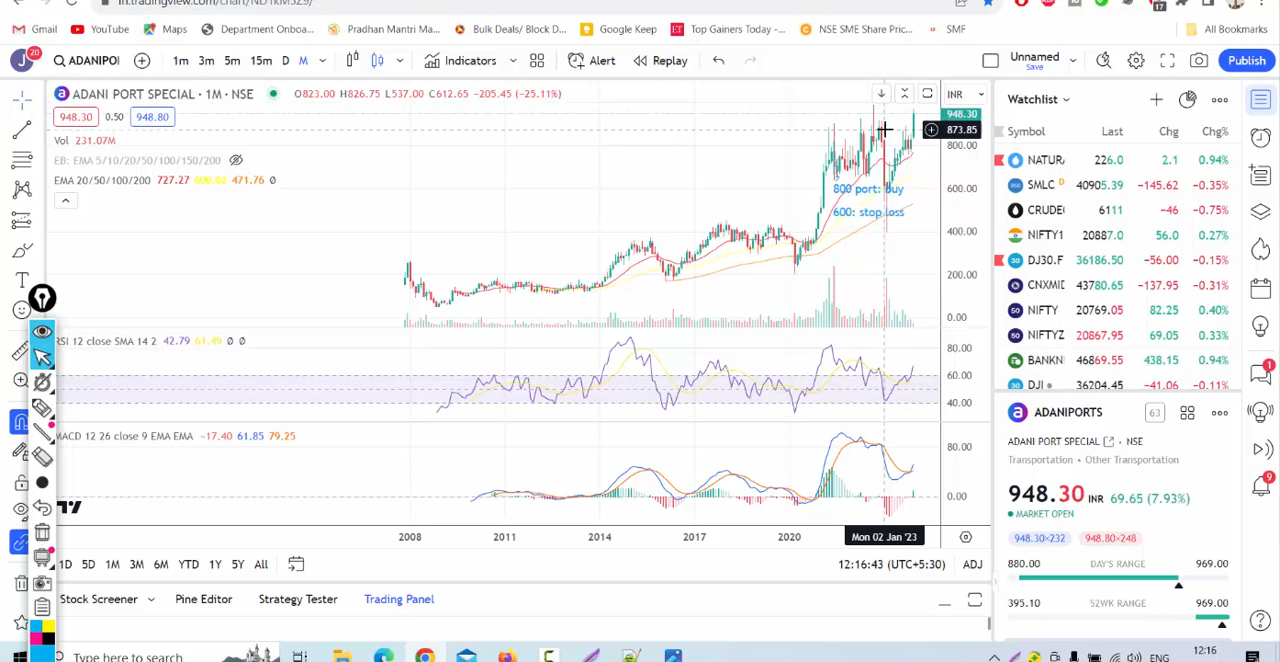 in.tradingview.com/chart/ND1kM5Z9/
Gmail YouTube Maps Department Onboa... Pradhan Mantri Ma... Bulk Deals/ Block D... Google Keep Top Gainers Today -... NSE SME Share Pric... SMF All Bookmarks
J 20 ADANIPOI 1m 3m 5m 15m D M Indicators Alert Replay Unnamed Save Publish
ADANI PORT SPECIAL · 1M · NSE O823.00 H826.75 L537.00 C612.65 -205.45 (-25.11%) INR
948.30 0.50 948.80
Vol 231.07M
EB: EMA 5/10/20/50/100/150/200
EMA 20/50/100/200 727.27 600.02 471.76 0
948.30
873.85
800.00
600.00
400.00
200.00
0.00
800 port: buy
600: stop loss
RSI 12 close SMA 14 2 42.79 61.49 0 0
80.00
60.00
40.00
MACD 12 26 close 9 EMA EMA −17.40 61.85 79.25
80.00
0.00
2008 2011 2014 2017 2020 Mon 02 Jan '23
1D 5D 1M 3M 6M YTD 1Y 5Y All 12:16:43 (UTC+5:30) ADJ
Stock Screener Pine Editor Strategy Tester Trading Panel
Watchlist
Symbol Last Chg Chg%
NATURA 226.0 2.1 0.94%
SMLC D 40905.39 −145.62 −0.35%
CRUDE 6111 −46 −0.75%
NIFTY1 20887.0 56.0 0.27%
DJ30.F 36186.50 −56.00 −0.15%
CNXMID 43780.65 −137.95 −0.31%
NIFTY 20769.05 82.25 0.40%
NIFTYZ 20867.95 69.05 0.33%
BANKN 46869.55 438.15 0.94%
DJI 36204.45 −41.06 −0.11%
ADANIPORTS 63
ADANI PORT SPECIAL • NSE
Transportation • Other Transportation
948.30 INR 69.65 (7.93%)
MARKET OPEN
948.30×232 948.80×248
880.00 DAY'S RANGE 969.00
395.10 52WK RANGE 969.00
17
1
9
Type here to search ENG 12:16